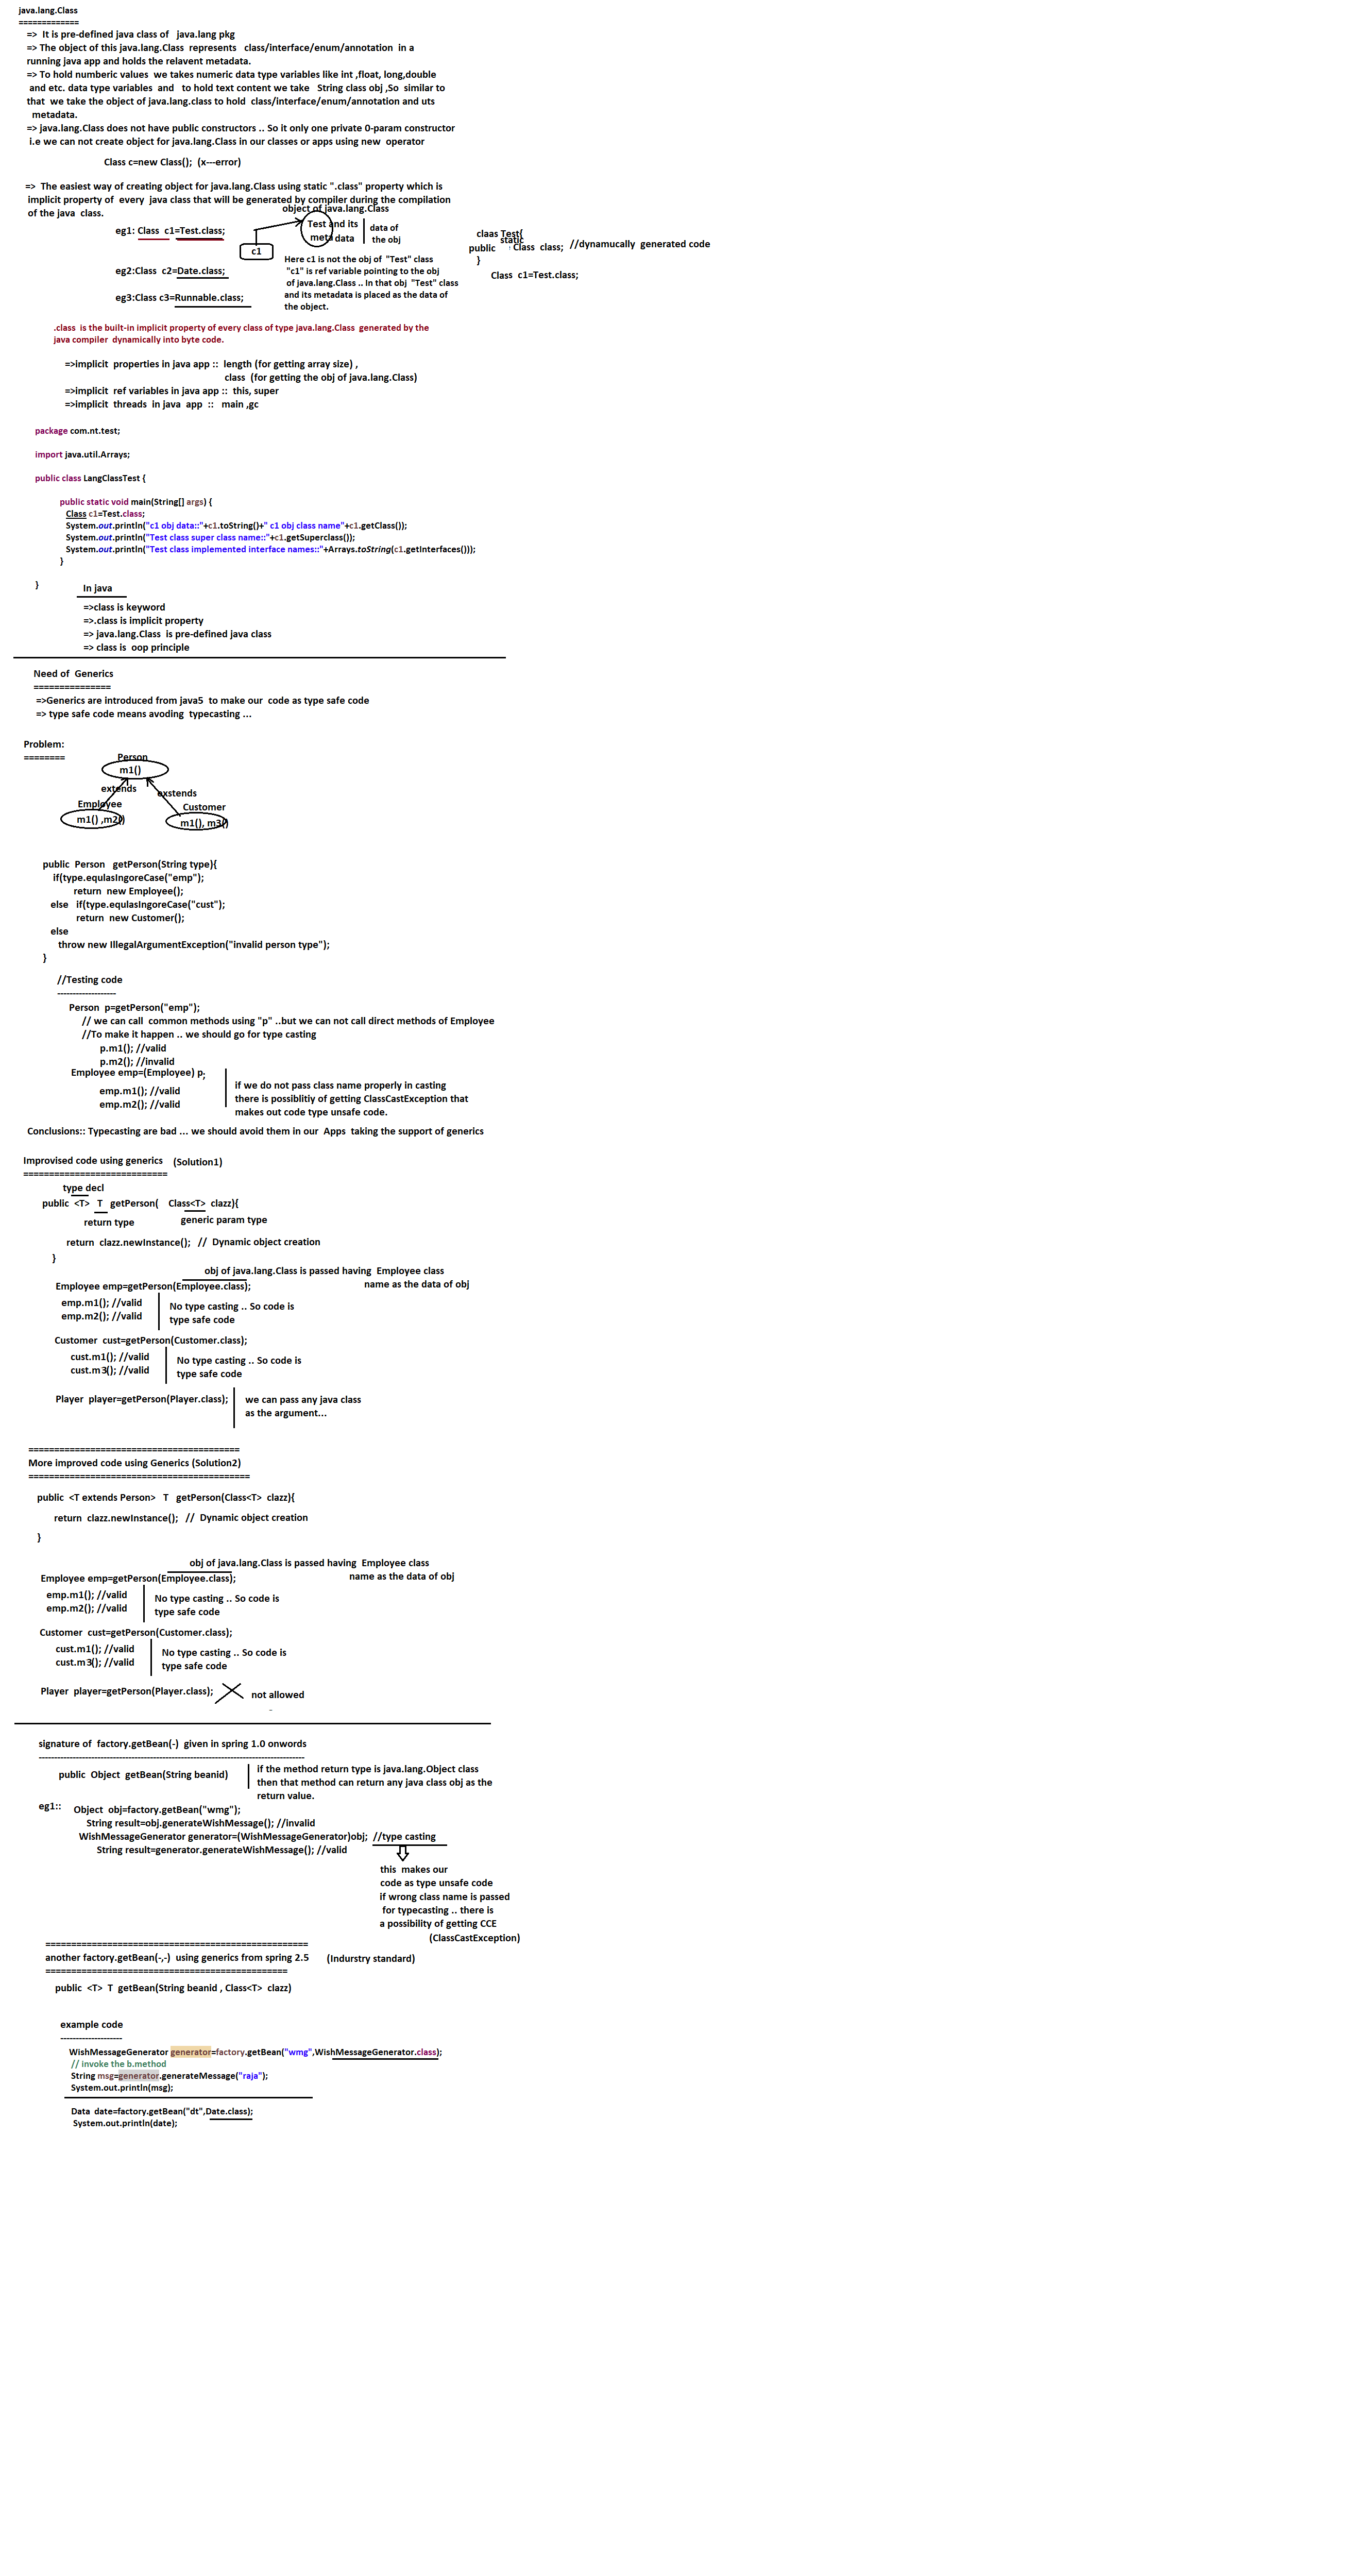 java.lang.Class
=============
=> It is pre-defined java class of java.lang pkg
=> The object of this java.lang.Class represents class/interface/enum/annotation in a
running java app and holds the relavent metadata.
=> To hold numberic values we takes numeric data type variables like int ,float, long,double
and etc. data type variables and to hold text content we take String class obj ,So similar to
that we take the object of java.lang.class to hold class/interface/enum/annotation and uts
metadata.
=> java.lang.Class does not have public constructors .. So it only one private 0-param constructor
i.e we can not create object for java.lang.Class in our classes or apps using new operator
Class c=new Class(); (x---error)
=> The easiest way of creating object for java.lang.Class using static ".class" property which is
implicit property of every java class that will be generated by compiler during the compilation
of the java class.
object of java.lang.Class
eg1: Class c1=Test.class;
c1
Test and its
meta data
data of
the obj
claas Test{
static
public Class class; //dynamucally generated code
}
Class c1=Test.class;
Here c1 is not the obj of "Test" class
"c1" is ref variable pointing to the obj
of java.lang.Class .. In that obj "Test" class
and its metadata is placed as the data of
the object.
eg2:Class c2=Date.class;
eg3:Class c3=Runnable.class;
.class is the built-in implicit property of every class of type java.lang.Class generated by the
java compiler dynamically into byte code.
=>implicit properties in java app :: length (for getting array size) ,
class (for getting the obj of java.lang.Class)
=>implicit ref variables in java app :: this, super
=>implicit threads in java app :: main ,gc
package com.nt.test;
import java.util.Arrays;
public class LangClassTest {
public static void main(String[] args) {
Class c1=Test.class;
System.out.println("c1 obj data::"+c1.toString()+" c1 obj class name"+c1.getClass());
System.out.println("Test class super class name::"+c1.getSuperclass());
System.out.println("Test class implemented interface names::"+Arrays.toString(c1.getInterfaces()));
}
}
In java
=>class is keyword
=>.class is implicit property
=> java.lang.Class is pre-defined java class
=> class is oop principle
Need of Generics
===============
=>Generics are introduced from java5 to make our code as type safe code
=> type safe code means avoding typecasting ...
Problem:
========
Person
m1()
extends
exstends
Employee
m1() ,m2()
Customer
m1(), m3()
public Person getPerson(String type){
if(type.equlasIngoreCase("emp");
return new Employee();
else if(type.equlasIngoreCase("cust");
return new Customer();
else
throw new IllegalArgumentException("invalid person type");
}
//Testing code
-------------------
Person p=getPerson("emp");
// we can call common methods using "p" ..but we can not call direct methods of Employee
//To make it happen .. we should go for type casting
p.m1(); //valid
p.m2(); //invalid
Employee emp=(Employee) p;
emp.m1(); //valid
emp.m2(); //valid
if we do not pass class name properly in casting
there is possiblitiy of getting ClassCastException that
makes out code type unsafe code.
Conclusions:: Typecasting are bad ... we should avoid them in our Apps taking the support of generics
Improvised code using generics (Solution1)
============================
type decl
public <T> T getPerson( Class<T> clazz){
return type
generic param type
return clazz.newInstance(); // Dynamic object creation
}
obj of java.lang.Class is passed having Employee class
name as the data of obj
Employee emp=getPerson(Employee.class);
emp.m1(); //valid
emp.m2(); //valid
No type casting .. So code is
type safe code
Customer cust=getPerson(Customer.class);
cust.m1(); //valid
cust.m3(); //valid
No type casting .. So code is
type safe code
Player player=getPerson(Player.class);
we can pass any java class
as the argument...
=========================================
More improved code using Generics (Solution2)
===========================================
public <T extends Person> T getPerson(Class<T> clazz){
return clazz.newInstance(); // Dynamic object creation
}
obj of java.lang.Class is passed having Employee class
name as the data of obj
Employee emp=getPerson(Employee.class);
emp.m1(); //valid
emp.m2(); //valid
No type casting .. So code is
type safe code
Customer cust=getPerson(Customer.class);
cust.m1(); //valid
cust.m3(); //valid
No type casting .. So code is
type safe code
Player player=getPerson(Player.class);
not allowed
signature of factory.getBean(-) given in spring 1.0 onwords
--------------------------------------------------------------------------------------
public Object getBean(String beanid)
if the method return type is java.lang.Object class
then that method can return any java class obj as the
return value.
eg1:: Object obj=factory.getBean("wmg");
String result=obj.generateWishMessage(); //invalid
WishMessageGenerator generator=(WishMessageGenerator)obj; //type casting
String result=generator.generateWishMessage(); //valid
this makes our
code as type unsafe code
if wrong class name is passed
for typecasting .. there is
a possibility of getting CCE
(ClassCastException)
===================================================
another factory.getBean(-,-) using generics from spring 2.5 (Indurstry standard)
===============================================
public <T> T getBean(String beanid , Class<T> clazz)
example code
--------------------
WishMessageGenerator generator=factory.getBean("wmg",WishMessageGenerator.class);
// invoke the b.method
String msg=generator.generateMessage("raja");
System.out.println(msg);
Data date=factory.getBean("dt",Date.class);
System.out.println(date);